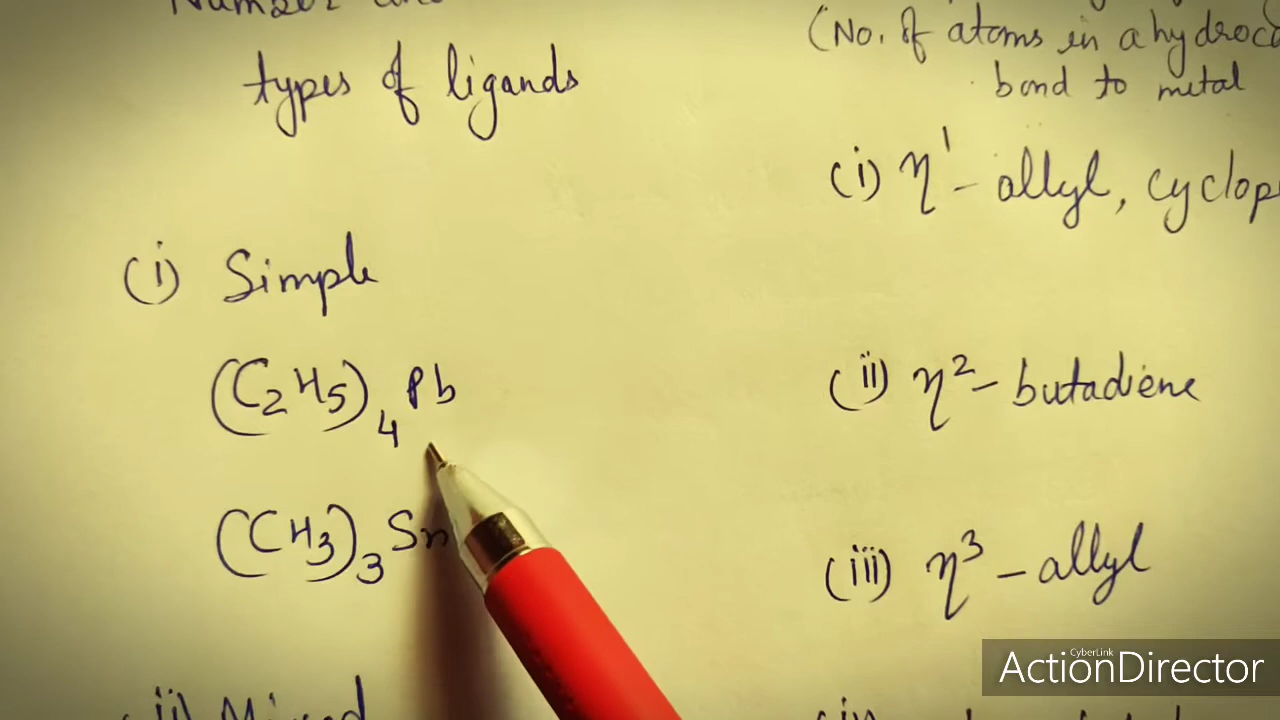 types of ligands
(i) Simple
(C2H5)4 Pb
(CH3)3 Sn
(No. of atoms in a hydroc
bond to metal
(i) η1 - allyl,
(ii) η2 - butadiene
(iii) η3 - allyl
CyberLink
ActionDirector